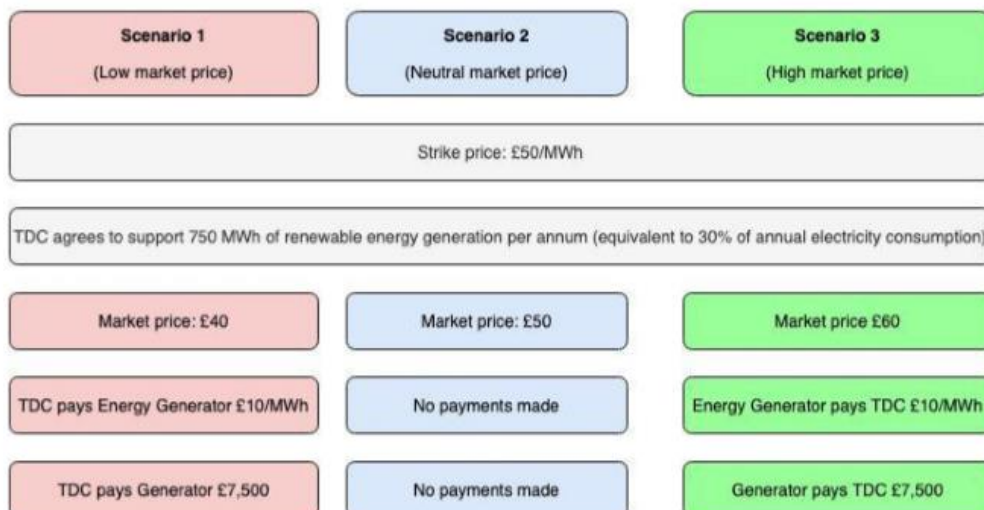 Scenario 1
(Low market price)
Scenario 2
(Neutral market price)
Scenario 3
(High market price)
Strike price: £50/MWh
TDC agrees to support 750 MWh of renewable energy generation per annum (equivalent to 30% of annual electricity consumption)
Market price: £40
Market price: £50
Market price £60
TDC pays Energy Generator £10/MWh
No payments made
Energy Generator pays TDC £10/MWh
TDC pays Generator £7,500
No payments made
Generator pays TDC £7,500